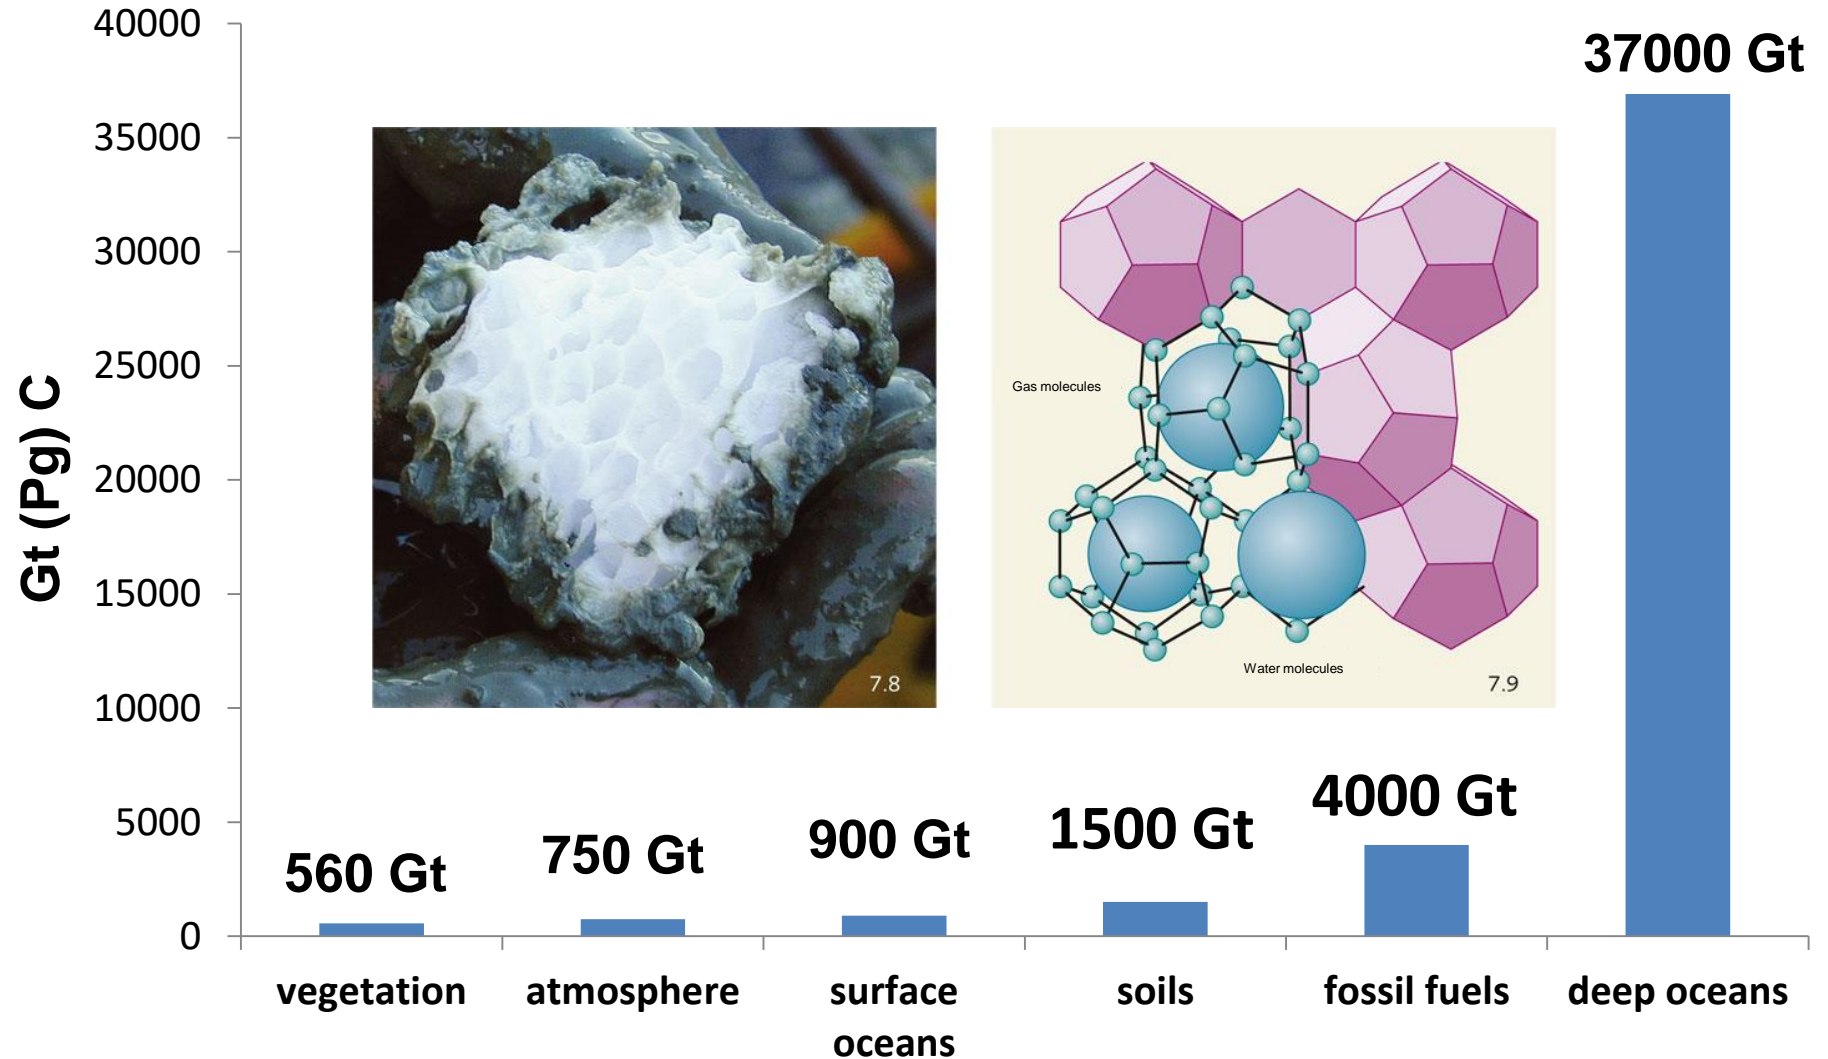 40000
35000
30000
25000
20000
15000
10000
5000
0
Gt (Pg) C
37000 Gt
Gas molecules
Water molecules
7.8
7.9
560 Gt
750 Gt
900 Gt
1500 Gt
4000 Gt
vegetation
atmosphere
surface
oceans
soils
fossil fuels
deep oceans